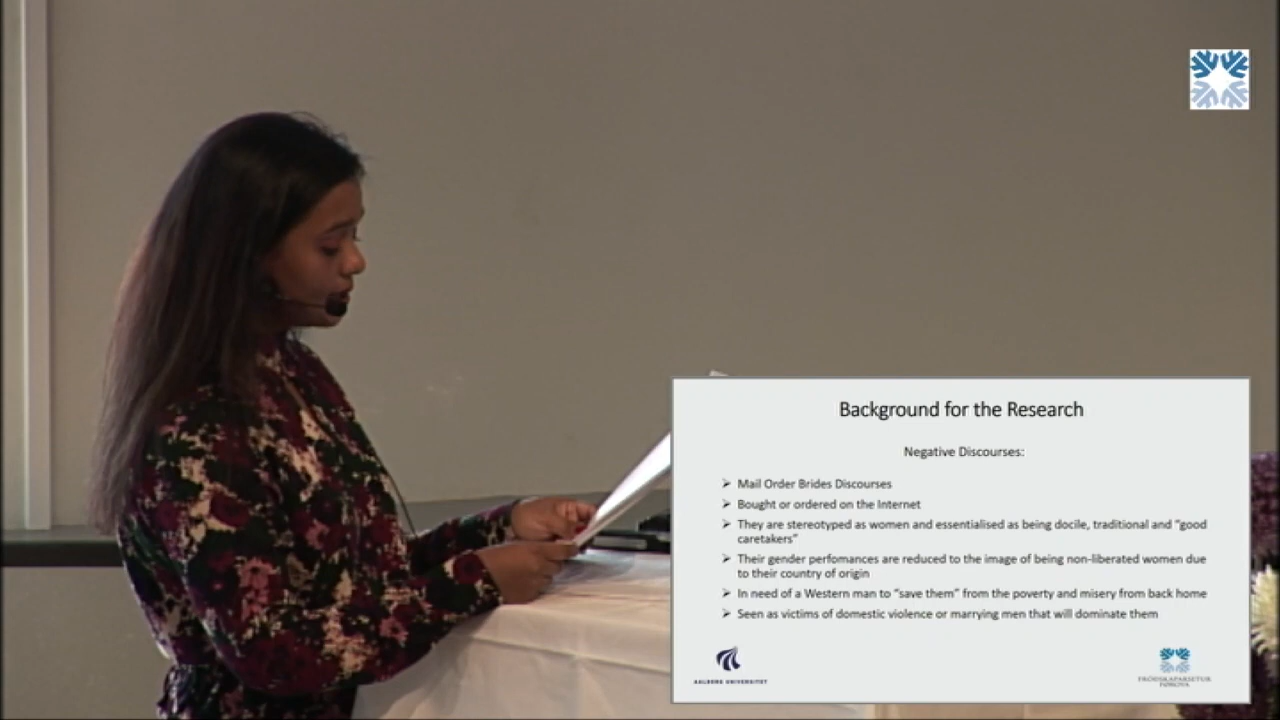 Background for the Research
Negative Discourses:
➢ Mail Order Brides Discourses
➢ Bought or ordered on the Internet
➢ They are stereotyped as women and essentialised as being docile, traditional and “good
caretakers”
➢ Their gender perfomances are reduced to the image of being non-liberated women due
to their country of origin
➢ In need of a Western man to “save them” from the poverty and misery from back home
➢ Seen as victims of domestic violence or marrying men that will dominate them
AALBORG UNIVERSITET
FRÓÐSKAPARSETUR
FØROYA